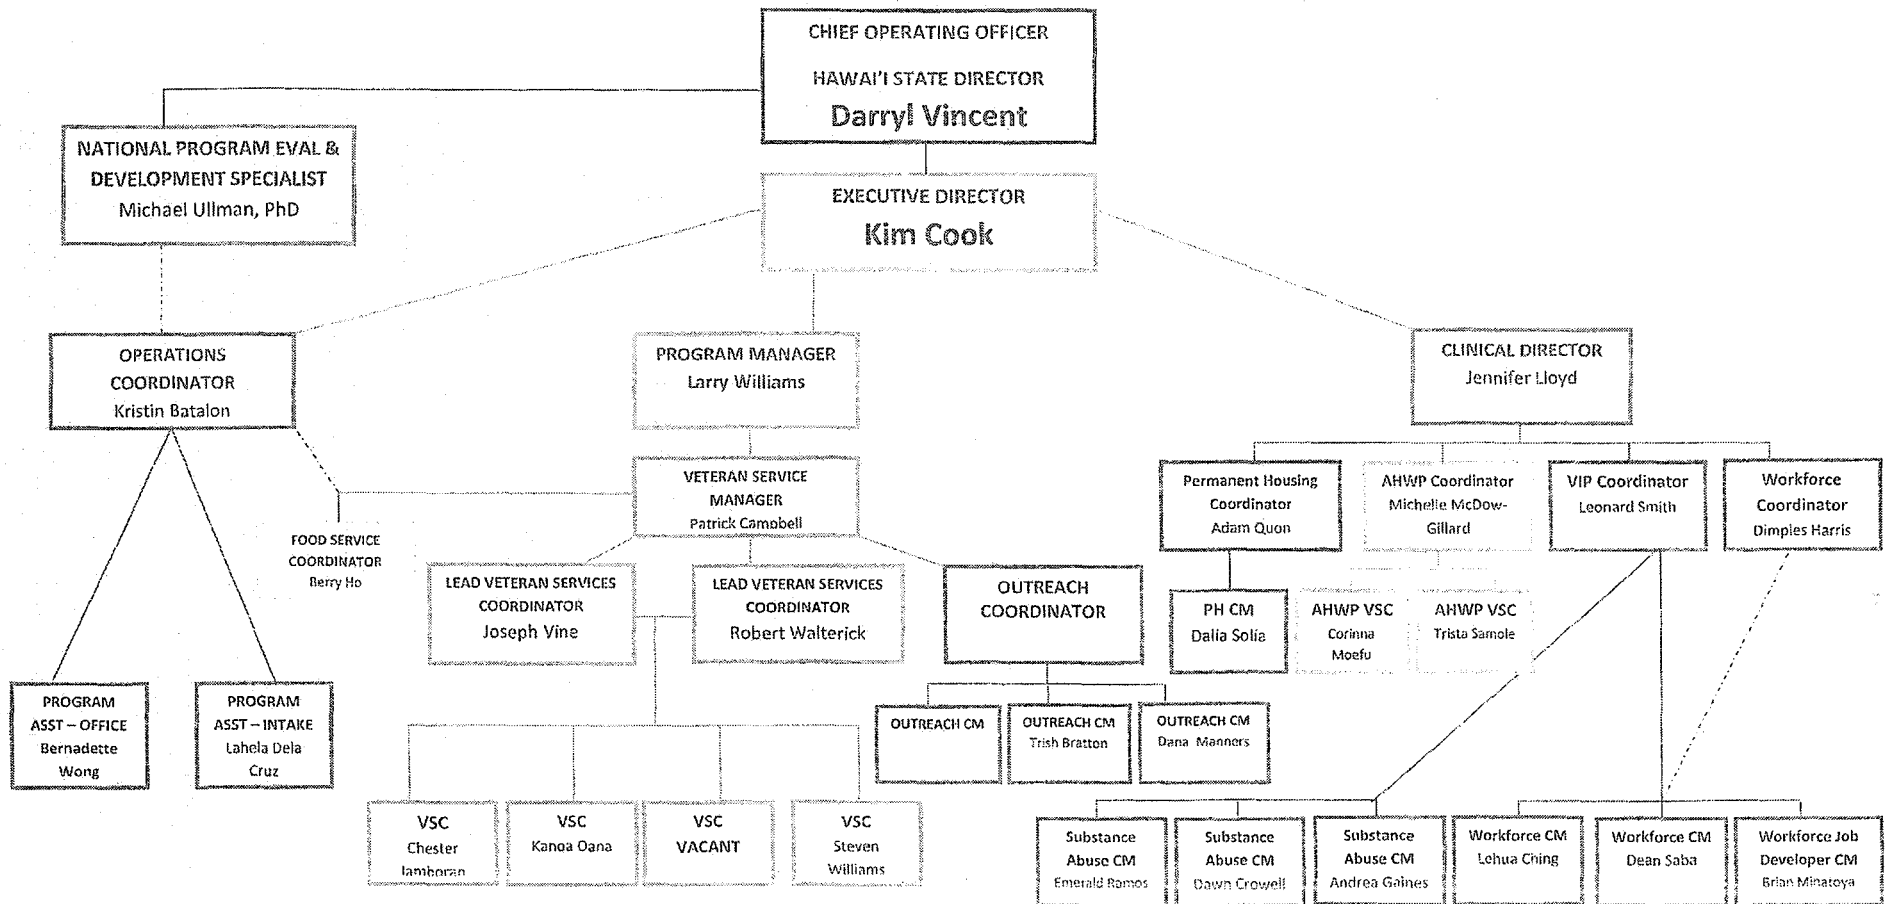 CHIEF OPERATING OFFICER
HAWAI'I STATE DIRECTOR
Darryl Vincent
NATIONAL PROGRAM EVAL &
DEVELOPMENT SPECIALIST
Michael Ullman, PhD
EXECUTIVE DIRECTOR
Kim Cook
OPERATIONS
COORDINATOR
Kristin Batalon
PROGRAM MANAGER
Larry Williams
CLINICAL DIRECTOR
Jennifer Lloyd
VETERAN SERVICE
MANAGER
Patrick Campbell
Permanent Housing
Coordinator
Adam Quon
AHWP Coordinator
Michelle McDow-
Gillard
VIP Coordinator
Leonard Smith
Workforce
Coordinator
Dimples Harris
FOOD SERVICE
COORDINATOR
Berry Ho
LEAD VETERAN SERVICES
COORDINATOR
Joseph Vine
LEAD VETERAN SERVICES
COORDINATOR
Robert Walterick
OUTREACH
COORDINATOR
PH CM
Dalia Solia
AHWP VSC
Corinna
Moefu
AHWP VSC
Trista Samole
PROGRAM
ASST – OFFICE
Bernadette
Wong
PROGRAM
ASST – INTAKE
Lahela Dela
Cruz
OUTREACH CM
OUTREACH CM
Trish Bratton
OUTREACH CM
Dana Manners
VSC
Chester
Iamboran
VSC
Kanoa Oana
VSC
VACANT
VSC
Steven
Williams
Substance
Abuse CM
Emerald Ramos
Substance
Abuse CM
Dawn Crowell
Substance
Abuse CM
Andrea Gaines
Workforce CM
Lehua Ching
Workforce CM
Dean Saba
Workforce Job
Developer CM
Brian Minatoya